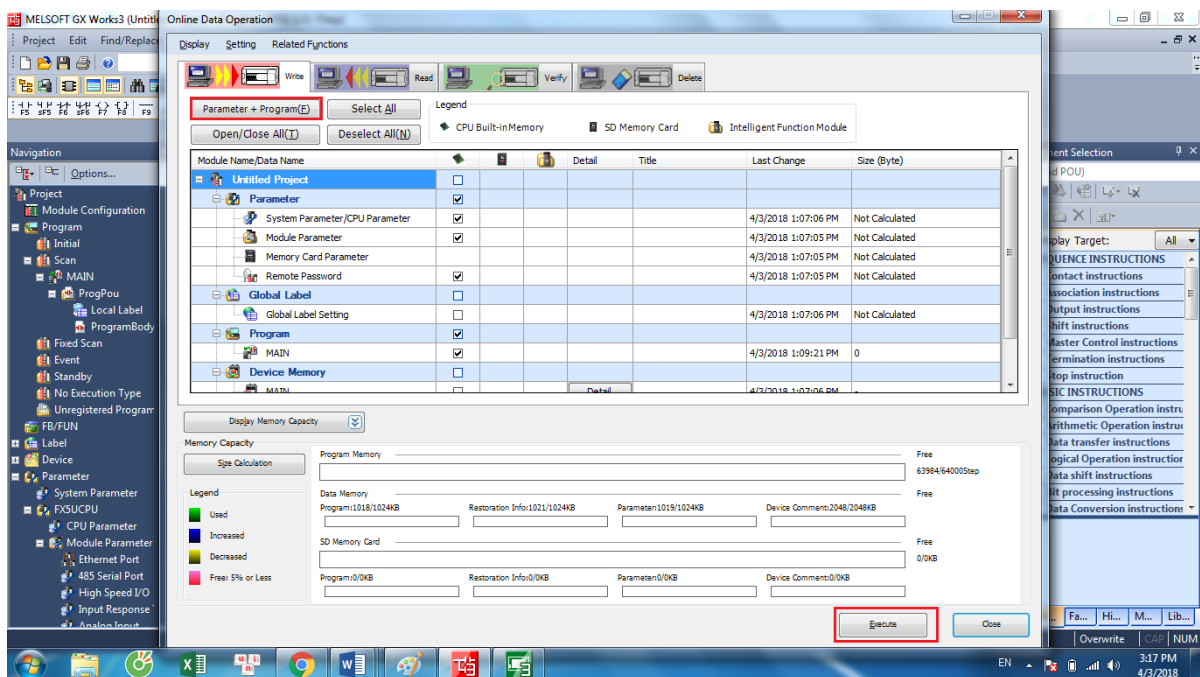 MELSOFT GX Works3 (Untitle
Online Data Operation
Project Edit Find/Replace
Display Setting Related Functions
Write Read Verify Delete
Parameter + Program(F) Select All
Legend
CPU Built-in Memory SD Memory Card Intelligent Function Module
Open/Close All(T) Deselect All(N)
F5 sF5 F6 sF6 F7 F8 F9
Navigation
Options...
Project
Module Configuration
Program
Initial
Scan
MAIN
ProgPou
Local Label
ProgramBody
Fixed Scan
Event
Standby
No Execution Type
Unregistered Program
FB/FUN
Label
Device
Parameter
System Parameter
FX5UCPU
CPU Parameter
Module Parameter
Ethernet Port
485 Serial Port
High Speed I/O
Input Response
Analog Input
Module Name/Data Name Detail Title Last Change Size (Byte)
Untitled Project
Parameter
System Parameter/CPU Parameter 4/3/2018 1:07:06 PM Not Calculated
Module Parameter 4/3/2018 1:07:05 PM Not Calculated
Memory Card Parameter 4/3/2018 1:07:05 PM Not Calculated
Remote Password 4/3/2018 1:07:05 PM Not Calculated
Global Label
Global Label Setting 4/3/2018 1:07:06 PM Not Calculated
Program
MAIN 4/3/2018 1:09:21 PM 0
Device Memory
MAIN Detail 4/3/2018 1:07:06 PM -
Display Memory Capacity
Memory Capacity
Size Calculation
Legend
Used
Increased
Decreased
Free: 5% or Less
Program Memory Free
63984/64000Step
Data Memory Free
Program:1018/1024KB Restoration Info:1021/1024KB Parameter:1019/1024KB Device Comment:2048/2048KB
SD Memory Card Free
0/0KB
Program:0/0KB Restoration Info:0/0KB Parameter:0/0KB Device Comment:0/0KB
Execute Close
ment Selection
d POU)
splay Target: All
QUENCE INSTRUCTIONS
ontact instructions
ssociation instructions
utput instructions
hift instructions
Master Control instructions
ermination instructions
top instruction
SIC INSTRUCTIONS
omparison Operation instru
rithmetic Operation instruc
ata transfer instructions
ogical Operation instruction
ata shift instructions
it processing instructions
ata Conversion instructions
Fa... Hi... M... Lib...
Overwrite CAP NUM
EN 3:17 PM
4/3/2018